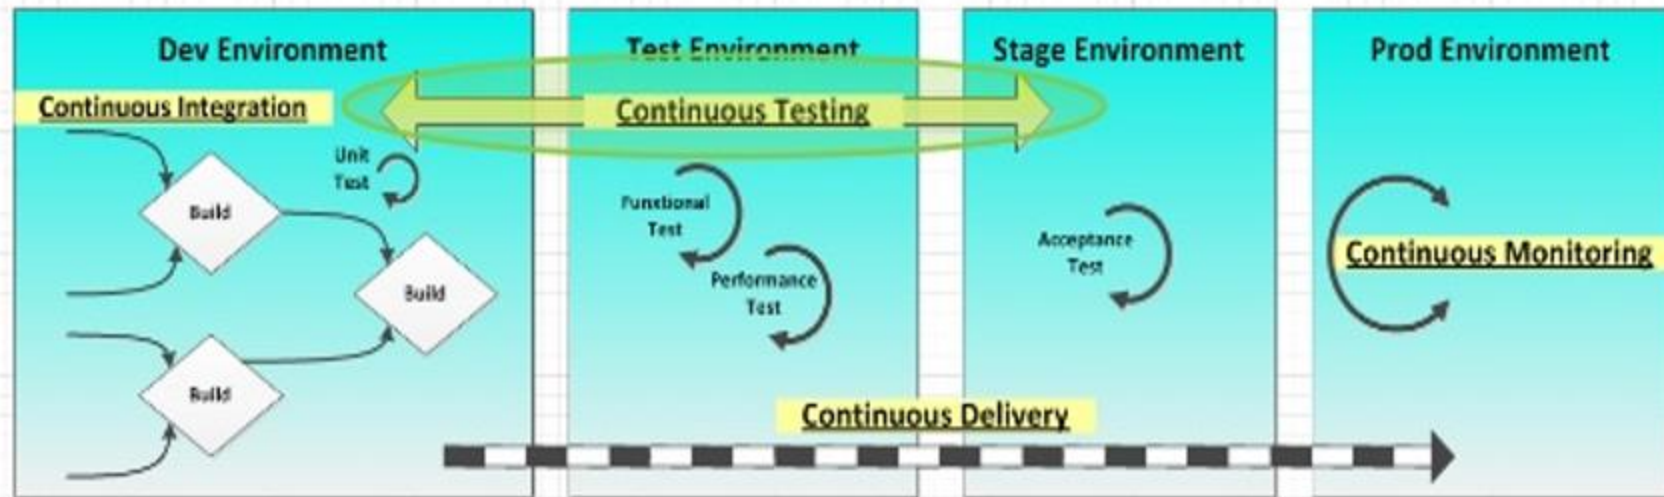 Dev Environment
Continuous Integration
Unit
Test
Build
Build
Build
Test Environment
Continuous Testing
Functional
Test
Performance
Test
Stage Environment
Acceptance
Test
Prod Environment
Continuous Monitoring
Continuous Delivery